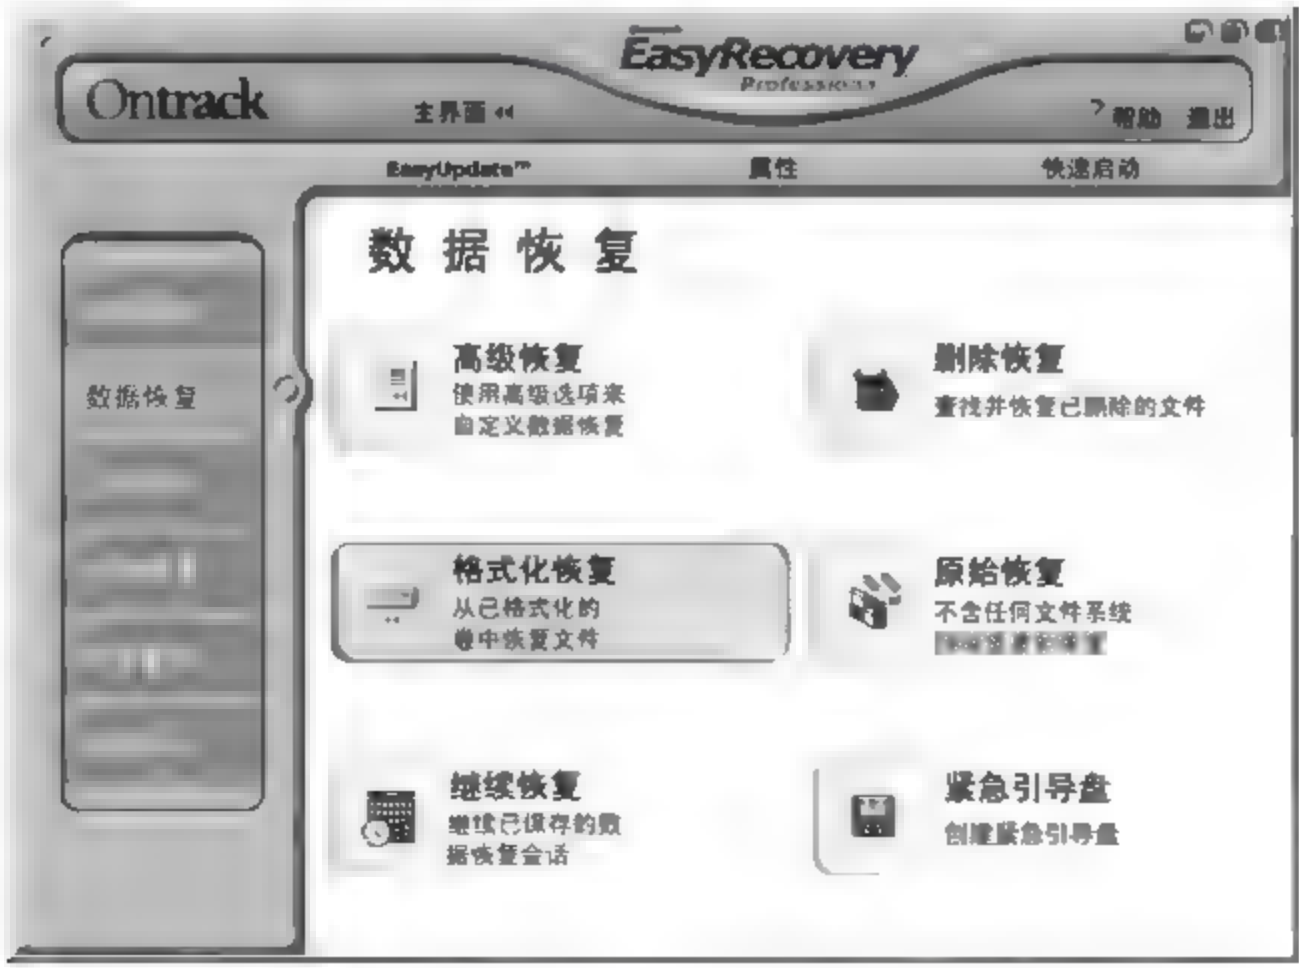 EasyRecovery
Professional
Ontrack
主界面
? 帮助 退出
EasyUpdate™ 属性 快速启动
数据恢复
数据恢复
高级恢复
使用高级选项来
自定义数据恢复
删除恢复
查找并恢复已删除的文件
格式化恢复
从已格式化的
卷中恢复文件
原始恢复
不含任何文件系统
继续恢复
继续已保存的数
据恢复会话
紧急引导盘
创建紧急引导盘